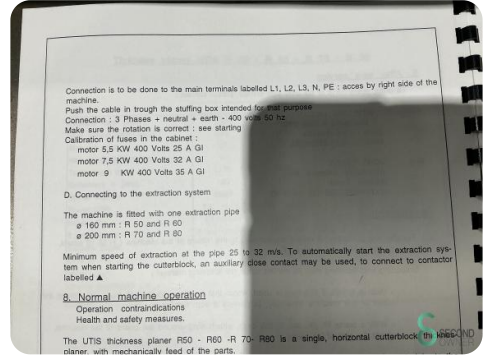 Connection is to be done to the main terminals labelled L1, L2, L3, N, PE : acces by right side of the
machine.
Push the cable in trough the stuffing box intended for that purpose
Connection : 3 Phases + neutral + earth - 400 volts 50 hz
Make sure the rotation is correct : see starting
Calibration of fuses in the cabinet :
motor 5,5 KW 400 Volts 25 A GI
motor 7,5 KW 400 Volts 32 A GI
motor 9 KW 400 Volts 35 A GI
D. Connecting to the extraction system
The machine is fitted with one extraction pipe
ø 160 mm : R 50 and R 60
ø 200 mm : R 70 and R 80
Minimum speed of extraction at the pipe 25 to 32 m/s. To automatically start the extraction sys-
tem when starting the cutterblock, an auxiliary close contact may be used, to connect to contactor
labelled ▲
8. Normal machine operation
Operation contraindications
Health and safety measures.
The UTIS thickness planer R50 - R60 -R 70- R80 is a single, horizontal cutterblock thicknes-
planer, with mechanically feed of the parts.
SECOND